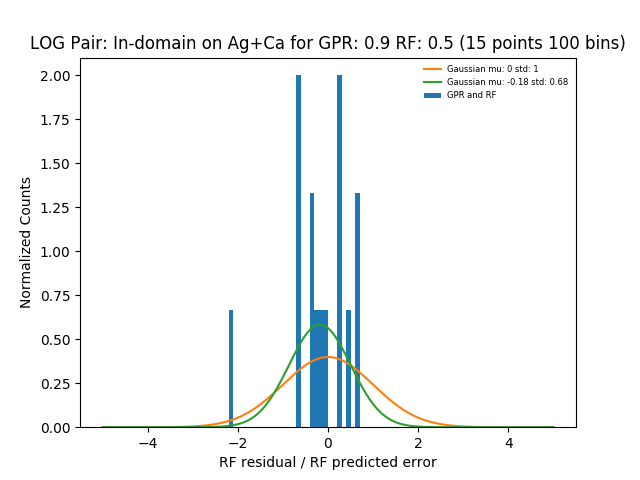 LOG Pair: In-domain on Ag+Ca for GPR: 0.9 RF: 0.5 (15 points 100 bins)
Gaussian mu: 0 std: 1
Gaussian mu: -0.18 std: 0.68
GPR and RF
Normalized Counts
2.00
1.75
1.50
1.25
1.00
0.75
0.50
0.25
0.00
−4
−2
0
2
4
RF residual / RF predicted error